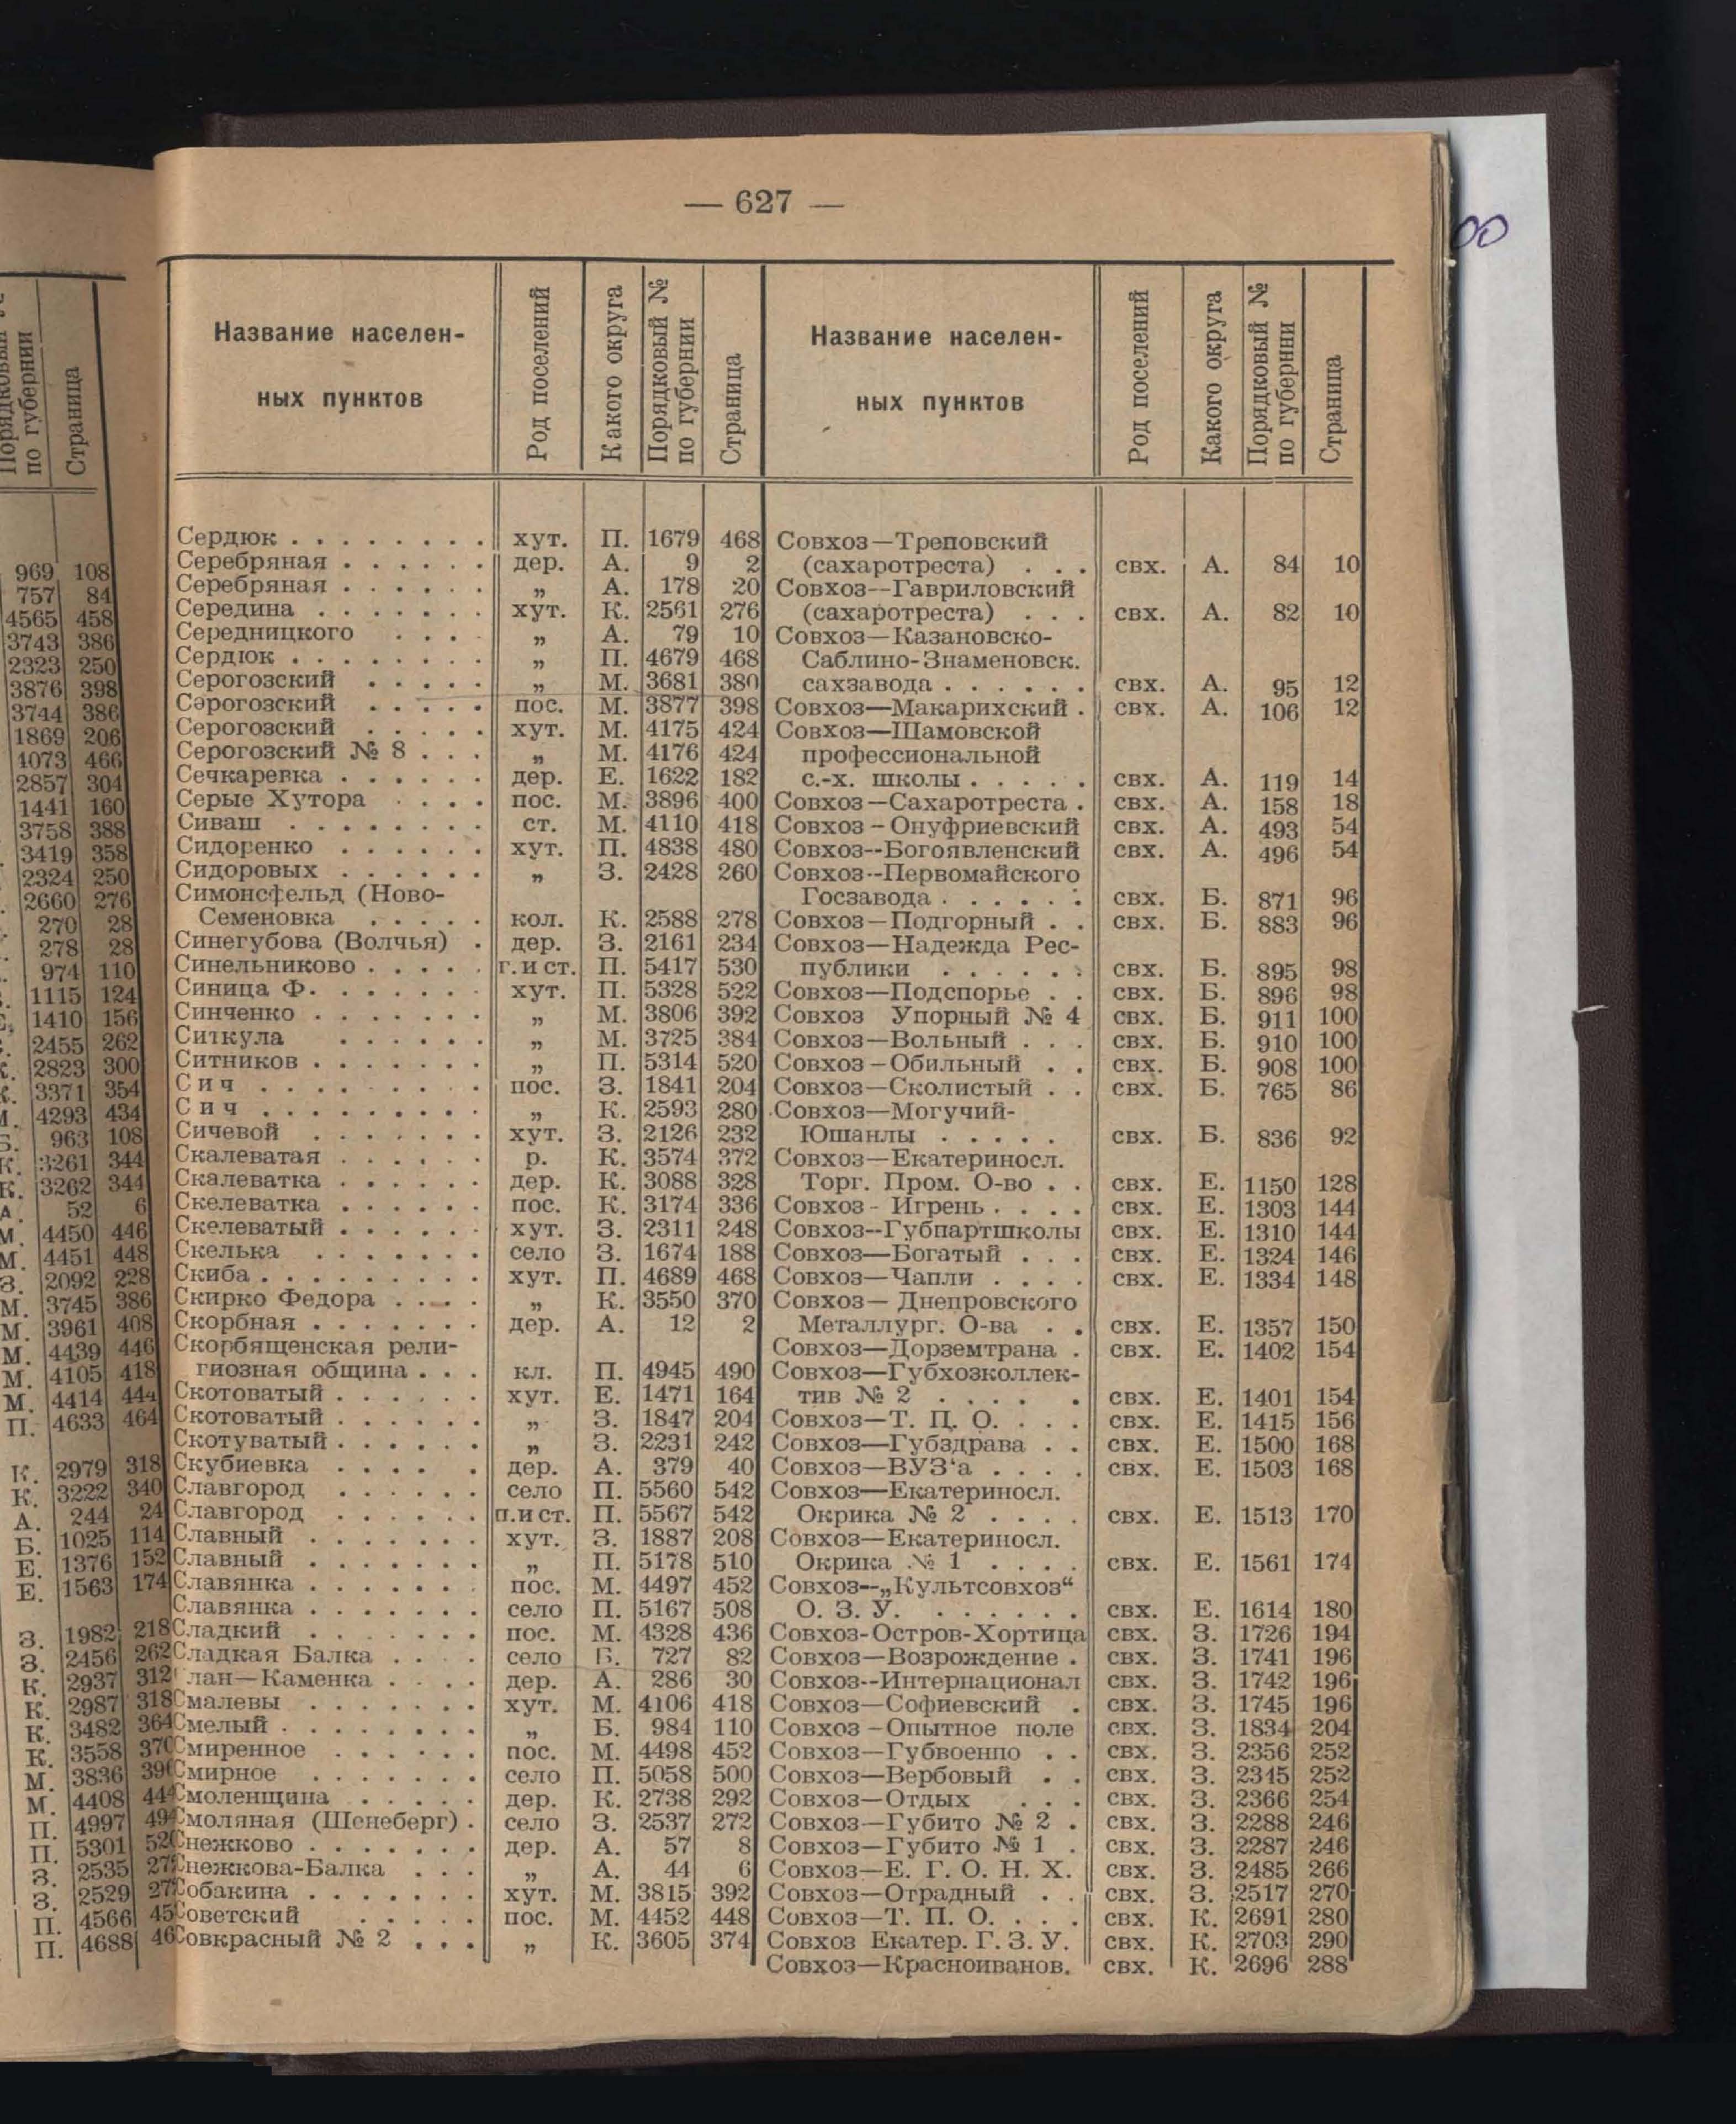 — 627 —
Название населен-
ных пунктов
Род поселений
Какого округа
Порядковый №
по губернии
Страница
Название населен-
ных пунктов
Род поселений
Какого округа
Порядковый №
по губернии
Страница
Сердюк . . . . . . . . хут. П. 1679 468
Серебряная . . . . . . дер. А. 9 2
Серебряная . . . . . . „ А. 178 20
Середина . . . . . . . хут. К. 2561 276
Середницкого . . . . „ А. 79 10
Сердюк . . . . . . . . „ П. 4679 468
Серогозский . . . . . „ М. 3681 380
Сэрогозский . . . . . пос. М. 3877 398
Серогозский . . . . . хут. М. 4175 424
Серогозский № 8 . . . „ М. 4176 424
Сечкаревка . . . . . . дер. Е. 1622 182
Серые Хутора . . . . пос. М. 3896 400
Сиваш . . . . . . . . ст. М. 4110 418
Сидоренко . . . . . . хут. П. 4838 480
Сидоровых . . . . . . „ З. 2428 260
Симонсфельд (Ново-
Семеновка . . . . . кол. К. 2588 278
Синегубова (Волчья) . дер. З. 2161 234
Синельниково . . . . . г. и ст. П. 5417 530
Синица Ф. . . . . . . хут. П. 5328 522
Синченко . . . . . . . „ М. 3806 392
Ситкула . . . . . . „ М. 3725 384
Ситников . . . . . . . „ П. 5314 520
Сич . . . . . . . . . пос. З. 1841 204
Сич . . . . . . . . . „ К. 2593 280
Сичевой . . . . . . . хут. З. 2126 232
Скалеватая . . . . . . р. К. 3574 372
Скалеватка . . . . . . дер. К. 3088 328
Скелеватка . . . . . . пос. К. 3174 336
Скелеватый . . . . . . хут. З. 2311 248
Скелька . . . . . . . село З. 1674 188
Скиба . . . . . . . . . хут. П. 4689 468
Скирко Федора . . . . „ К. 3550 370
Скорбная . . . . . . . дер. А. 12 2
Скорбященская рели-
гиозная община . . . кл. П. 4945 490
Скотоватый . . . . . . хут. Е. 1471 164
Скотоватый . . . . . . „ З. 1847 204
Скотуватый . . . . . . „ З. 2231 242
Скубиевка . . . . . дер. А. 379 40
Славгород . . . . . . село П. 5560 542
Славгород . . . . . . п. и ст. П. 5567 542
Славный . . . . . . . хут. З. 1887 208
Славный . . . . . . . „ П. 5178 510
Славянка . . . . . . . пос. М. 4497 452
Славянка . . . . . . . село П. 5167 508
Сладкий . . . . . . . пос. М. 4328 436
Сладкая Балка . . . . село Б. 727 82
лан—Каменка . . . . дер. А. 286 30
Смалевы . . . . . . . хут. М. 4106 418
Смелый . . . . . . . . „ Б. 984 110
Смиренное . . . . . . пос. М. 4498 452
Смирное . . . . . . . село П. 5058 500
Смоленщина . . . . . дер. К. 2738 292
Смоляная (Шенеберг) . село З. 2537 272
Снежково . . . . . . . дер. А. 57 8
Снежкова-Балка . . . „ А. 44 6
Собакина . . . . . . . хут. М. 3815 392
Советский . . . . . пос. М. 4452 448
Совкрасный № 2 . . . „ К. 3605 374
Совхоз—Треповский
(сахаротреста) . . . свх. А. 84 10
Совхоз--Гавриловский
(сахаротреста) . . . свх. А. 82 10
Совхоз—Казановско-
Саблино-Знаменовск.
сахзавода . . . . . . свх. А. 95 12
Совхоз—Макарихский . свх. А. 106 12
Совхоз—Шамовской
профессиональной
с.-х. школы . . . . . свх. А. 119 14
Совхоз—Сахаротреста . свх. А. 158 18
Совхоз–Онуфриевский свх. А. 493 54
Совхоз--Богоявленский свх. А. 496 54
Совхоз--Первомайского
Госзавода . . . . . . свх. Б. 871 96
Совхоз—Подгорный . . свх. Б. 883 96
Совхоз—Надежда Рес-
публики . . . . . . свх. Б. 895 98
Совхоз—Подспорье . . свх. Б. 896 98
Совхоз Упорный № 4 свх. Б. 911 100
Совхоз—Вольный . . . свх. Б. 910 100
Совхоз–Обильный . . свх. Б. 908 100
Совхоз—Сколистый . . свх. Б. 765 86
Совхоз—Могучий-
Юшанлы . . . . . свх. Б. 836 92
Совхоз—Екатериносл.
Торг. Пром. О-во . . свх. Е. 1150 128
Совхоз - Игрень . . . . свх. Е. 1303 144
Совхоз--Губпартшколы свх. Е. 1310 144
Совхоз—Богатый . . . свх. Е. 1324 146
Совхоз—Чапли . . . . свх. Е. 1334 148
Совхоз— Днепровского
Металлург. О-ва . . свх. Е. 1357 150
Совхоз—Дорземтрана . свх. Е. 1402 154
Совхоз—Губхозколлек-
тив № 2 . . . . . свх. Е. 1401 154
Совхоз—Т. Ц. О. . . . свх. Е. 1415 156
Совхоз—Губздрава . . свх. Е. 1500 168
Совхоз—ВУЗ‘а . . . . свх. Е. 1503 168
Совхоз—Екатериносл.
Окрика № 2 . . . . свх. Е. 1513 170
Совхоз—Екатериносл.
Окрика № 1 . . . . свх. Е. 1561 174
Совхоз--„Культсовхоз“
О. З. У. . . . . . . свх. Е. 1614 180
Совхоз-Остров-Хортица свх. З. 1726 194
Совхоз—Возрождение . свх. З. 1741 196
Совхоз--Интернационал свх. З. 1742 196
Совхоз—Софиевский . свх. З. 1745 196
Совхоз–Опытное поле свх. З. 1834 204
Совхоз—Губвоенпо . . свх. З. 2356 252
Совхоз—Вербовый . . свх. З. 2345 252
Совхоз—Отдых . . . свх. З. 2366 254
Совхоз—Губито № 2 . свх. З. 2288 246
Совхоз—Губито № 1 . свх. З. 2287 246
Совхоз—Е. Г. О. Н. Х. свх. З. 2485 266
Совхоз—Отрадный . . свх. З. 2517 270
Совхоз—Т. П. О. . . . свх. К. 2691 280
Совхоз Екатер. Г. З. У. свх. К. 2703 290
Совхоз—Красноиванов. свх. К. 2696 288